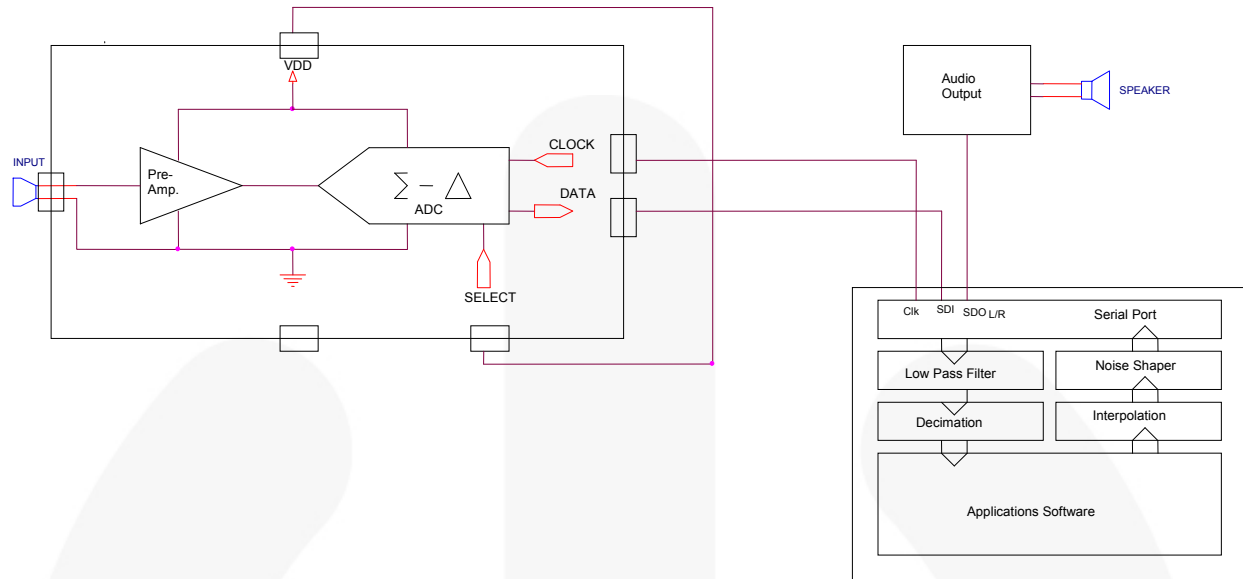 VDD
INPUT
Pre-
Amp.
Σ – Δ
ADC
CLOCK
DATA
SELECT
Audio
Output
SPEAKER
Clk SDI SDO L/R
Serial Port
Low Pass Filter
Noise Shaper
Decimation
Interpolation
Applications Software